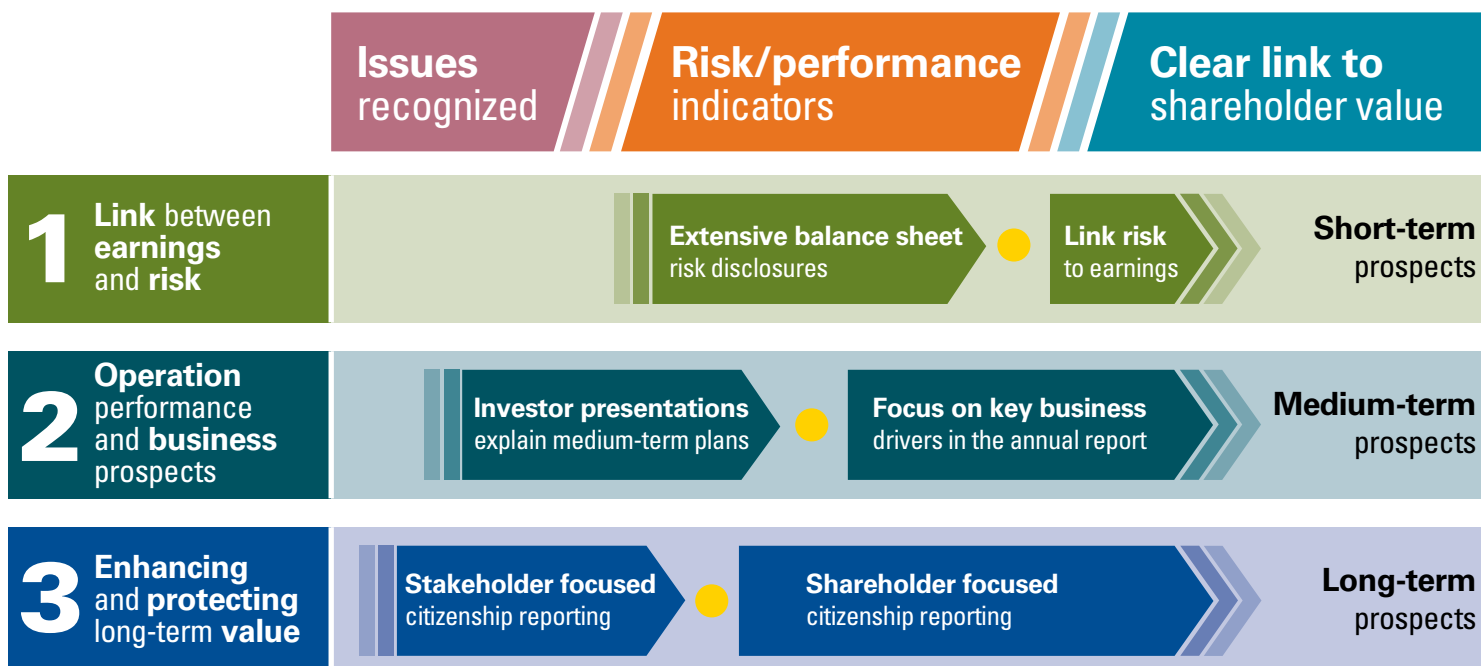 Issues
recognized
Risk/performance
indicators
Clear link to
shareholder value
1
Link between
earnings
and risk
Extensive balance sheet
risk disclosures
Link risk
to earnings
Short-term
prospects
2
Operation
performance
and business
prospects
Investor presentations
explain medium-term plans
Focus on key business
drivers in the annual report
Medium-term
prospects
3
Enhancing
and protecting
long-term value
Stakeholder focused
citizenship reporting
Shareholder focused
citizenship reporting
Long-term
prospects